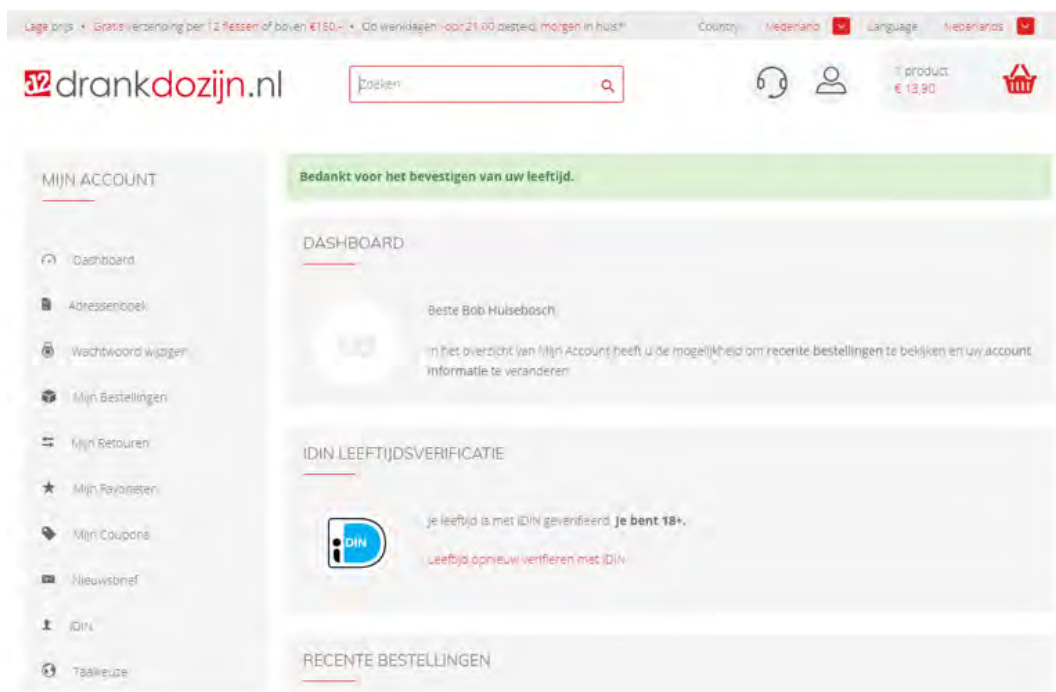 Lage prijs • Gratis verzending per 12 flessen of boven €150,- • Op werkdagen voor 21.00 besteld, morgen in huis!*
Country Nederland Language Nederlands
drankdozijn.nl
Zoeken
1 product
€ 13,90
MIJN ACCOUNT
Dashboard
Adressenboek
Wachtwoord wijzigen
Mijn Bestellingen
Mijn Retouren
Mijn Favorieten
Mijn Coupons
Nieuwsbrief
iDIN
Taalkeuze
Bedankt voor het bevestigen van uw leeftijd.
DASHBOARD
Beste Bob Hulsebosch
In het overzicht van Mijn Account heeft u de mogelijkheid om recente bestellingen te bekijken en uw account
informatie te veranderen
IDIN LEEFTIJDSVERIFICATIE
DIN
Je leeftijd is met iDIN geverifieerd. Je bent 18+.
Leeftijd opnieuw verifieren met iDIN
RECENTE BESTELLINGEN